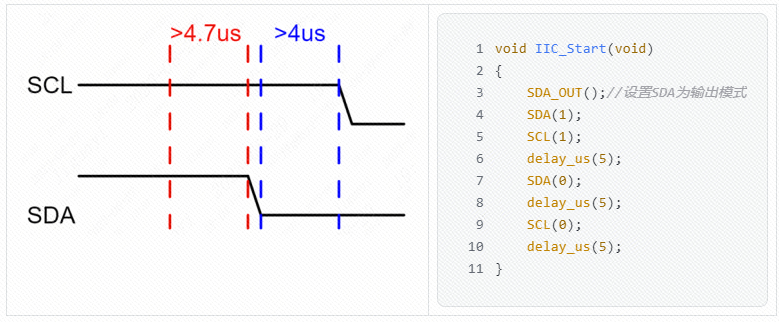 >4.7us >4us
SCL
SDA
1 void IIC_Start(void)
2 {
3 SDA_OUT();//设置SDA为输出模式
4 SDA(1);
5 SCL(1);
6 delay_us(5);
7 SDA(0);
8 delay_us(5);
9 SCL(0);
10 delay_us(5);
11 }